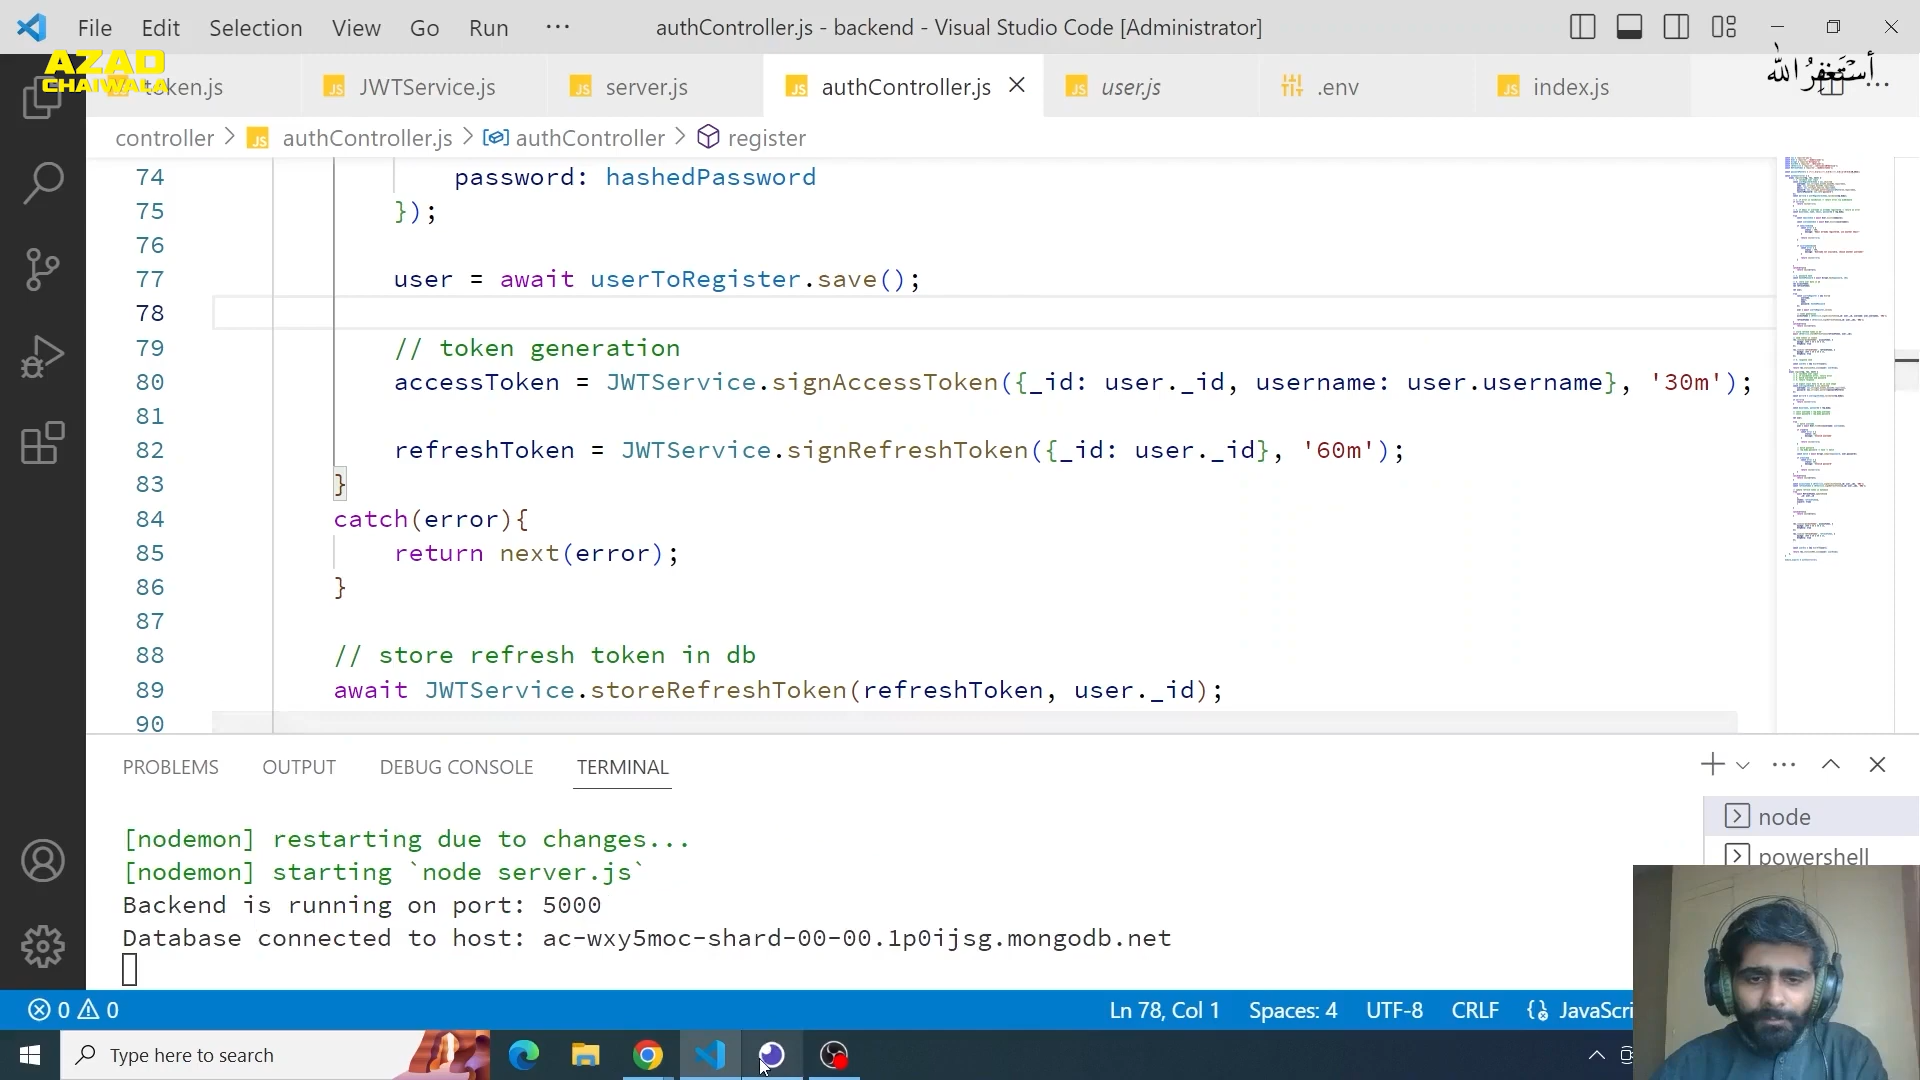 File Edit Selection View Go Run ··· authController.js - backend - Visual Studio Code [Administrator]
AZAD
CHAIWALA
أستغفر الله
token.js JWTService.js server.js authController.js user.js .env index.js
controller > authController.js > authController > register
74 password: hashedPassword
75 });
76
77 user = await userToRegister.save();
78
79 // token generation
80 accessToken = JWTService.signAccessToken({_id: user._id, username: user.username}, '30m');
81
82 refreshToken = JWTService.signRefreshToken({_id: user._id}, '60m');
83 }
84 catch(error){
85 return next(error);
86 }
87
88 // store refresh token in db
89 await JWTService.storeRefreshToken(refreshToken, user._id);
90
PROBLEMS OUTPUT DEBUG CONSOLE TERMINAL
node
powershell
[nodemon] restarting due to changes...
[nodemon] starting `node server.js`
Backend is running on port: 5000
Database connected to host: ac-wxy5moc-shard-00-00.1p0ijsg.mongodb.net
0 0 Ln 78, Col 1 Spaces: 4 UTF-8 CRLF JavaScri
Type here to search